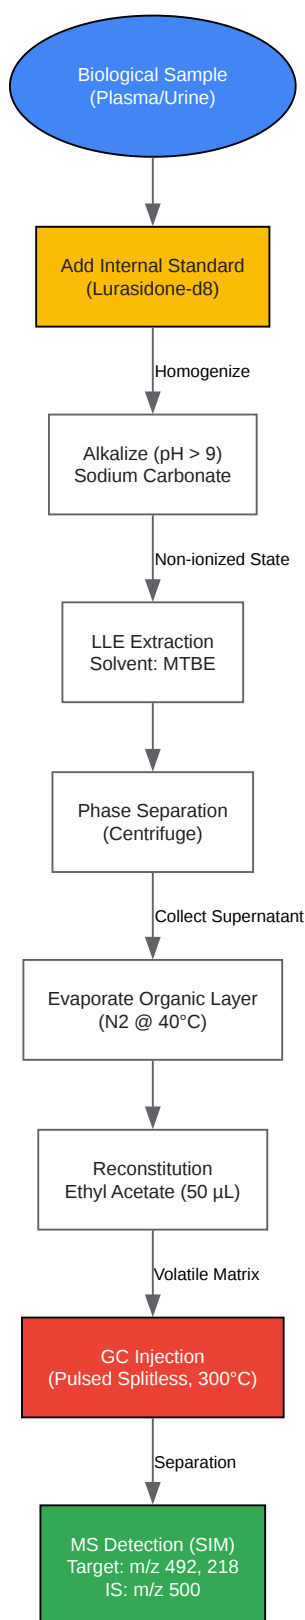 Biological Sample
(Plasma/Urine)
Add Internal Standard
(Lurasidone-d8)
Homogenize
Alkalize (pH > 9)
Sodium Carbonate
Non-ionized State
LLE Extraction
Solvent: MTBE
Phase Separation
(Centrifuge)
Collect Supernatant
Evaporate Organic Layer
(N2 @ 40°C)
Reconstitution
Ethyl Acetate (50 µL)
Volatile Matrix
GC Injection
(Pulsed Splitless, 300°C)
Separation
MS Detection (SIM)
Target: m/z 492, 218
IS: m/z 500